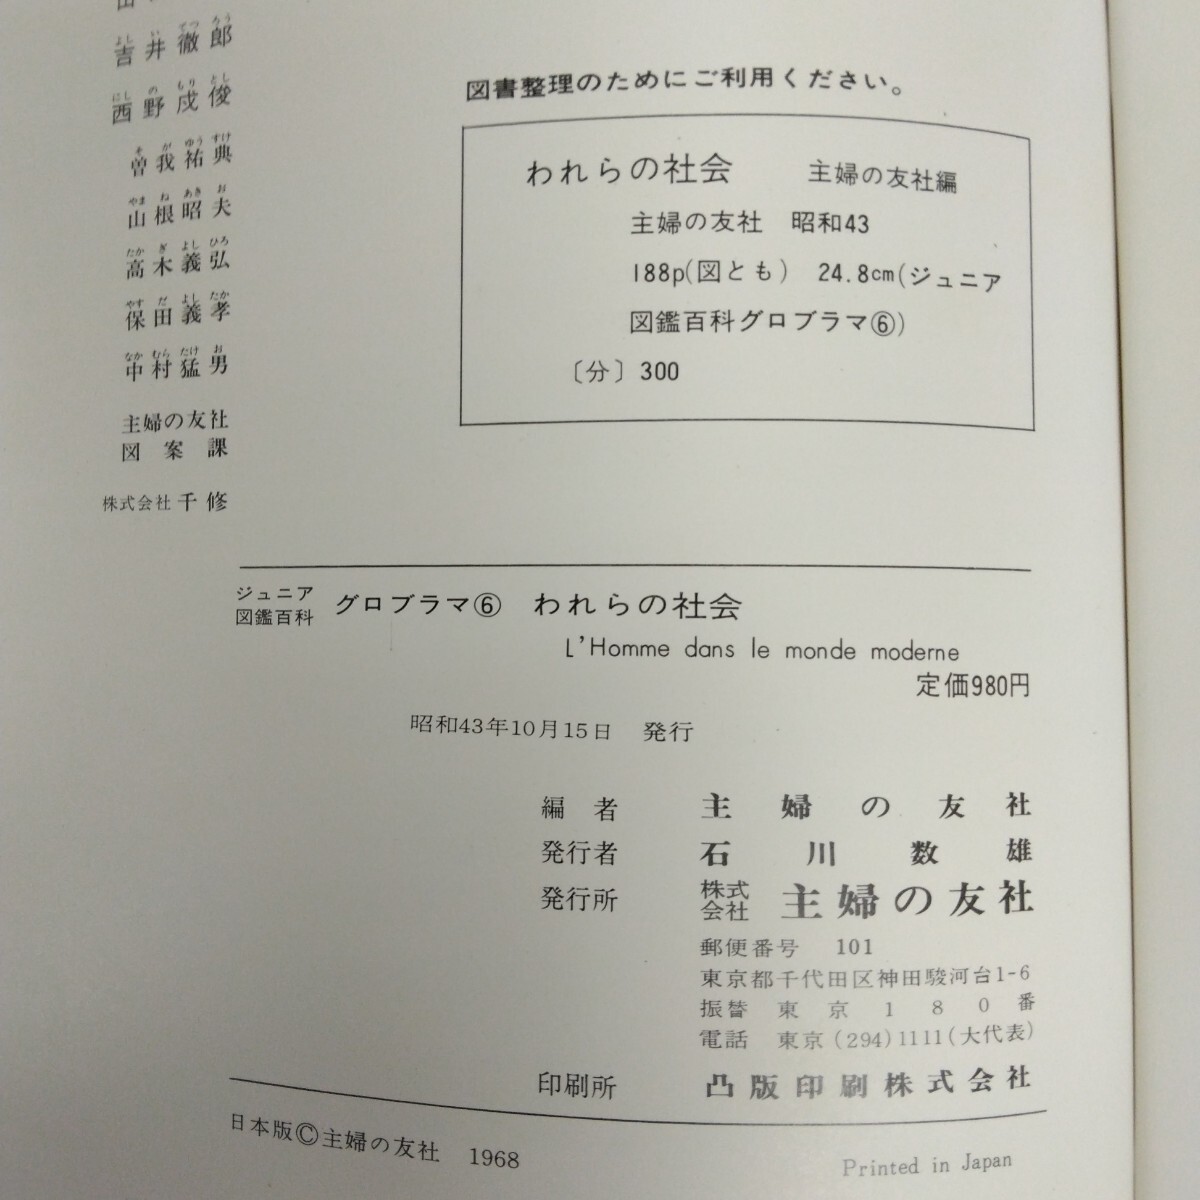 吉井徹郎
西野戍俊
曽我祐典
山根昭夫
高木義弘
保田義孝
中村猛男
主婦の友社
図案課
株式会社 千修
図書整理のためにご利用ください。
われらの社会 主婦の友社編
主婦の友社 昭和43
188p(図とも) 24.8cm(ジュニア
図鑑百科グロブラマ⑥)
〔分〕300
ジュニア
図鑑百科 グロブラマ⑥ われらの社会
L'Homme dans le monde moderne
定価980円
昭和43年10月15日 発行
編者 主婦の友社
発行者 石川数雄
発行所 株式会社 主婦の友社
郵便番号 101
東京都千代田区神田駿河台1-6
振替 東京180番
電話 東京(294)1111(大代表)
印刷所 凸版印刷株式会社
日本版©主婦の友社 1968
Printed in Japan